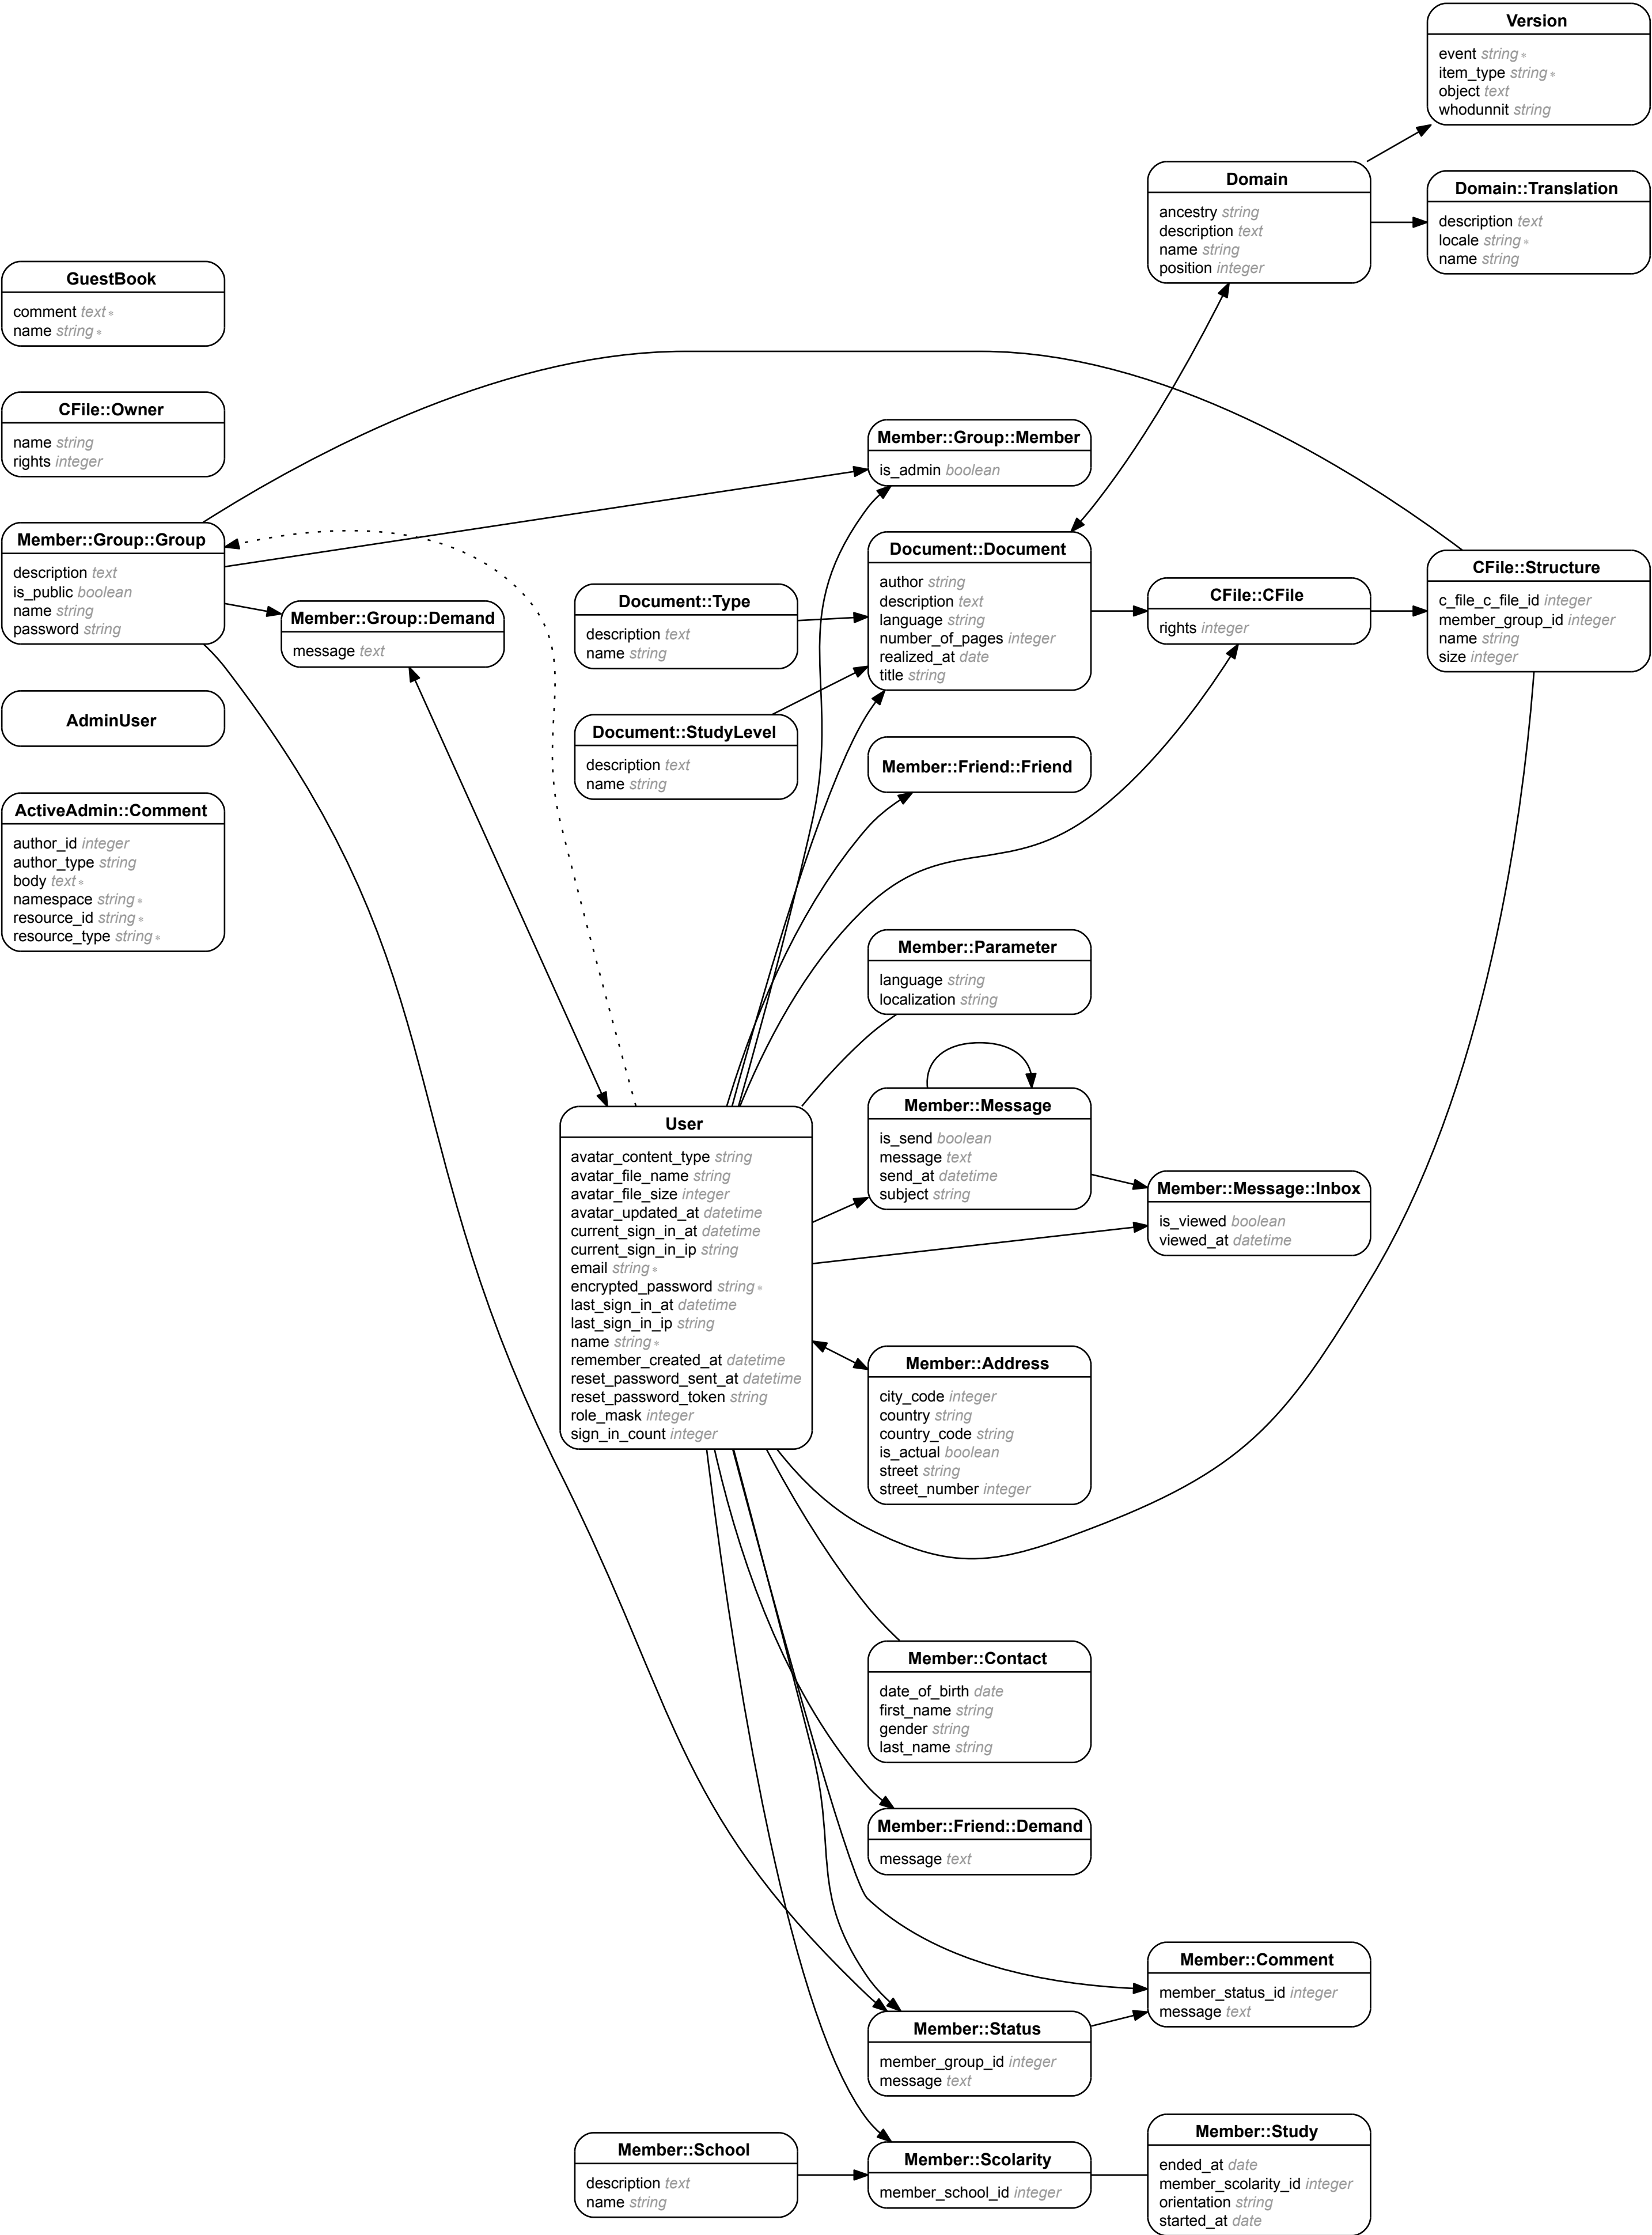 Version
event string*
item_type string*
object text
whodunnit string
Domain
ancestry string
description text
name string
position integer
Domain::Translation
description text
locale string*
name string
GuestBook
comment text*
name string*
CFile::Owner
name string
rights integer
Member::Group::Member
is_admin boolean
Member::Group::Group
description text
is_public boolean
name string
password string
Member::Group::Demand
message text
Document::Type
description text
name string
Document::Document
author string
description text
language string
number_of_pages integer
realized_at date
title string
CFile::CFile
rights integer
CFile::Structure
c_file_c_file_id integer
member_group_id integer
name string
size integer
AdminUser
Document::StudyLevel
description text
name string
Member::Friend::Friend
ActiveAdmin::Comment
author_id integer
author_type string
body text*
namespace string*
resource_id string*
resource_type string*
Member::Parameter
language string
localization string
User
avatar_content_type string
avatar_file_name string
avatar_file_size integer
avatar_updated_at datetime
current_sign_in_at datetime
current_sign_in_ip string
email string*
encrypted_password string*
last_sign_in_at datetime
last_sign_in_ip string
name string*
remember_created_at datetime
reset_password_sent_at datetime
reset_password_token string
role_mask integer
sign_in_count integer
Member::Message
is_send boolean
message text
send_at datetime
subject string
Member::Message::Inbox
is_viewed boolean
viewed_at datetime
Member::Address
city_code integer
country string
country_code string
is_actual boolean
street string
street_number integer
Member::Contact
date_of_birth date
first_name string
gender string
last_name string
Member::Friend::Demand
message text
Member::Comment
member_status_id integer
message text
Member::Status
member_group_id integer
message text
Member::School
description text
name string
Member::Scolarity
member_school_id integer
Member::Study
ended_at date
member_scolarity_id integer
orientation string
started_at date